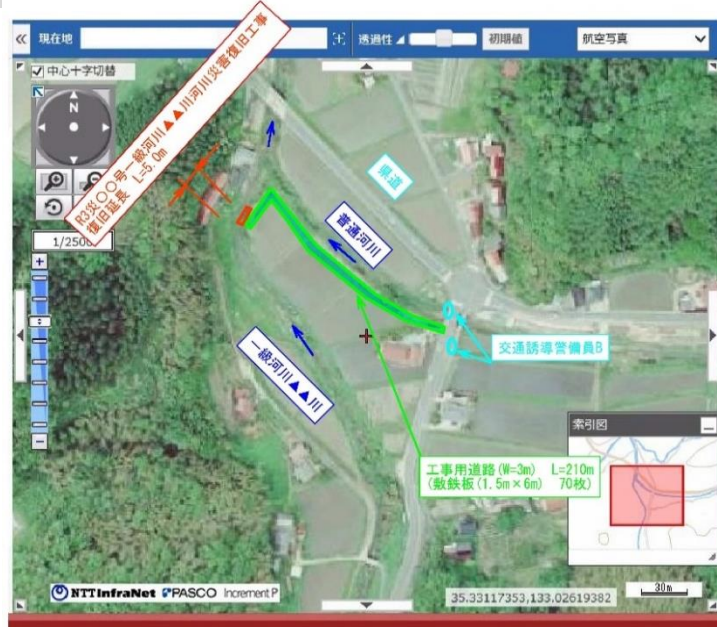 現在地
透過性
初期値
航空写真
中心十字切替
N
R3災〇〇号一級河川▲▲川河川災害復旧工事
復旧延長 L=5.0m
1/2500
県道
普通河川
一級河川▲▲川
交通誘導警備員B
工事用道路(W=3m) L=210m
(敷鉄板(1.5m×6m) 70枚)
索引図
NTTInfraNet PASCO Increment P
35.33117353,133.02619382
30m